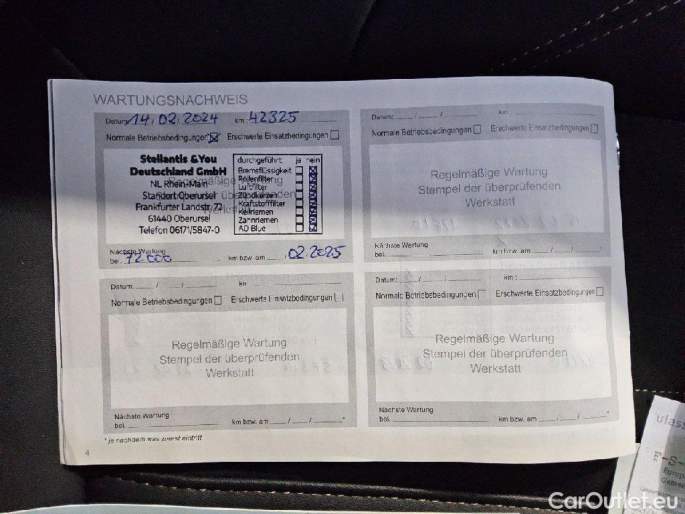 WARTUNGSNACHWEIS
Datum 14.02.2024 km 42325
Normale Betriebsbedingungen Erschwerte Einsatzbedingungen
Stellantis &You
Deutschland GmbH
NL Rhein-Main
Standort Oberursel
Frankfurter Landstr. 72
61440 Oberursel
Telefon 06171/5847-0
durchgeführt: ja nein
Bremsflüssigkeit
Pollenfilter
Luftfilter
Zündkerzen
Kraftstofffilter
Keilriemen
Zahnriemen
AD Blue
Nächste Wartung
bei 72000 km bzw. am 02.2025
Datum: / / km
Normale Betriebsbedingungen Erschwerte Einsatzbedingungen
Regelmäßige Wartung
Stempel der überprüfenden
Werkstatt
Nächste Wartung
bei km bzw. am / /
Datum: / / km
Normale Betriebsbedingungen Erschwerte Einsatzbedingungen
Regelmäßige Wartung
Stempel der überprüfenden
Werkstatt
Nächste Wartung
bei km bzw. am / / *
Datum: / / km :
Normale Betriebsbedingungen Erschwerte Einsatzbedingungen
Regelmäßige Wartung
Stempel der überprüfenden
Werkstatt
Nächste Wartung
bei km bzw. am / / *
* je nachdem was zuerst eintritt
4
ulass
F-S-
CarOutlet.eu